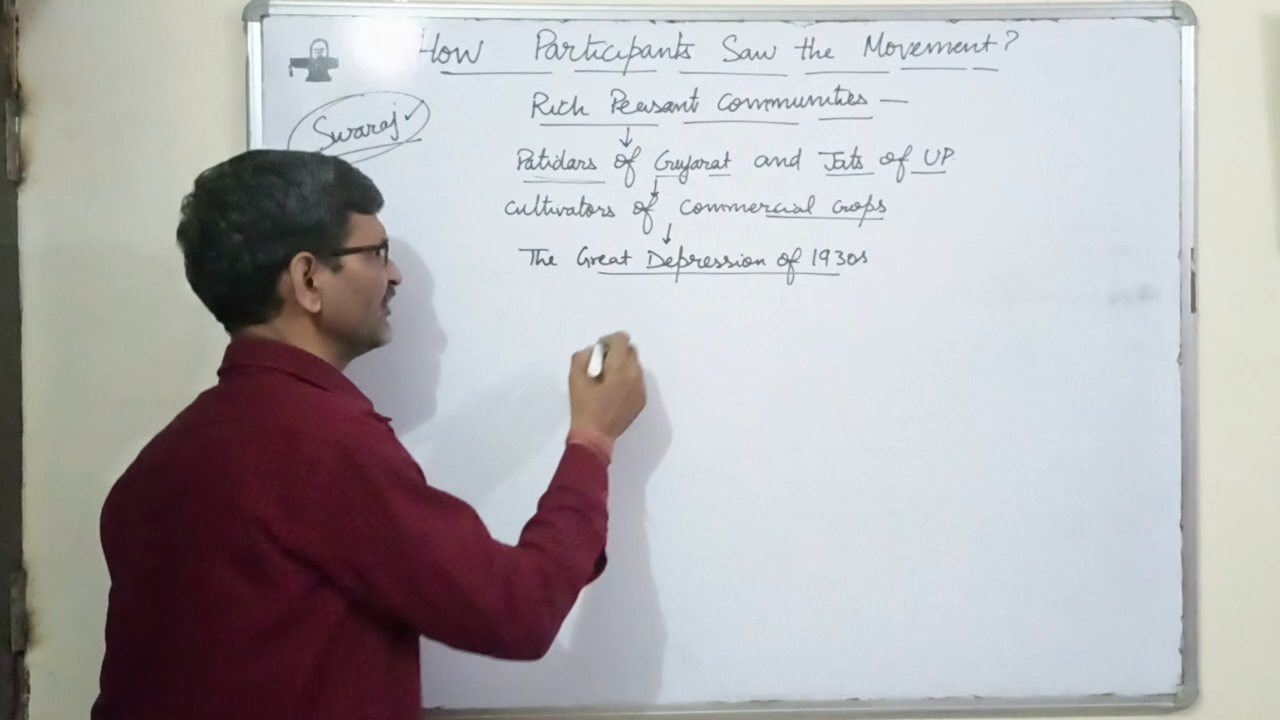 How Participants Saw the Movement?
Rich Peasant Communities —
Swaraj ✓
Patidars of Gujarat and Jats of UP.
Cultivators of commercial crops
The Great Depression of 1930s